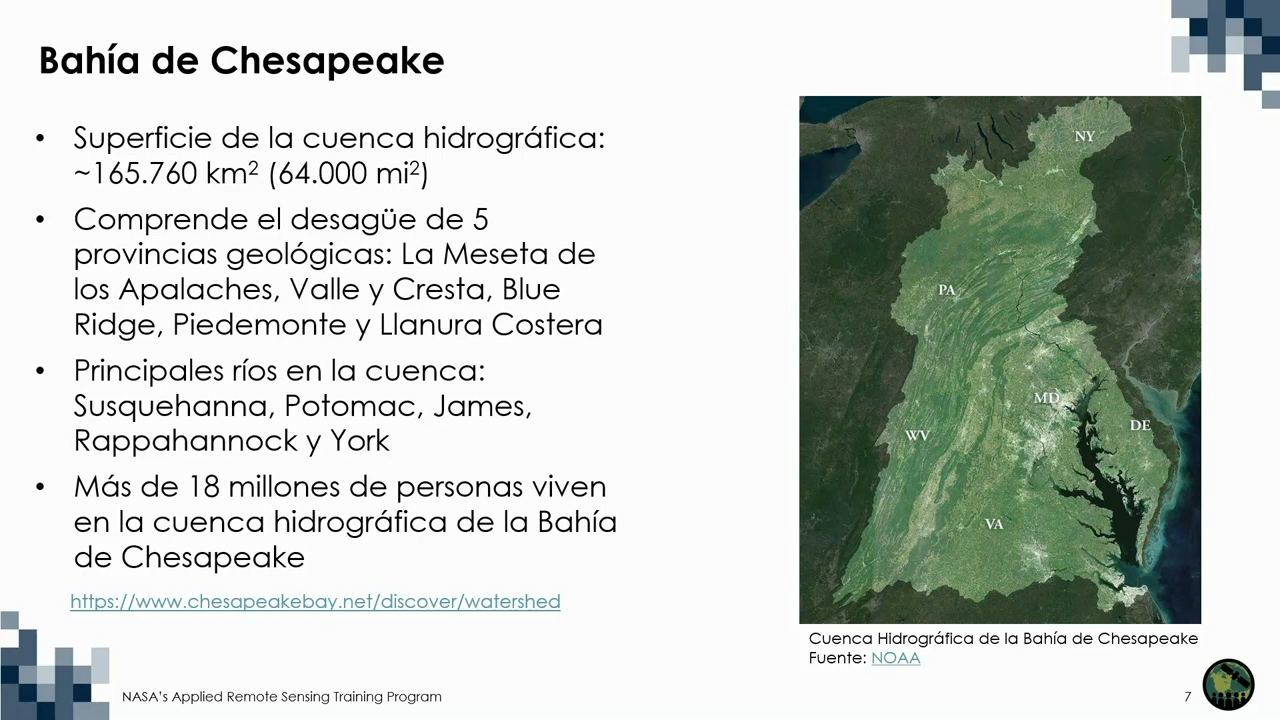 Bahía de Chesapeake
• Superficie de la cuenca hidrográfica:
~165.760 km² (64.000 mi²)
• Comprende el desagüe de 5
provincias geológicas: La Meseta de
los Apalaches, Valle y Cresta, Blue
Ridge, Piedemonte y Llanura Costera
• Principales ríos en la cuenca:
Susquehanna, Potomac, James,
Rappahannock y York
• Más de 18 millones de personas viven
en la cuenca hidrográfica de la Bahía
de Chesapeake
https://www.chesapeakebay.net/discover/watershed
NY
PA
MD
WV
DE
VA
Cuenca Hidrográfica de la Bahía de Chesapeake
Fuente: NOAA
NASA's Applied Remote Sensing Training Program
7